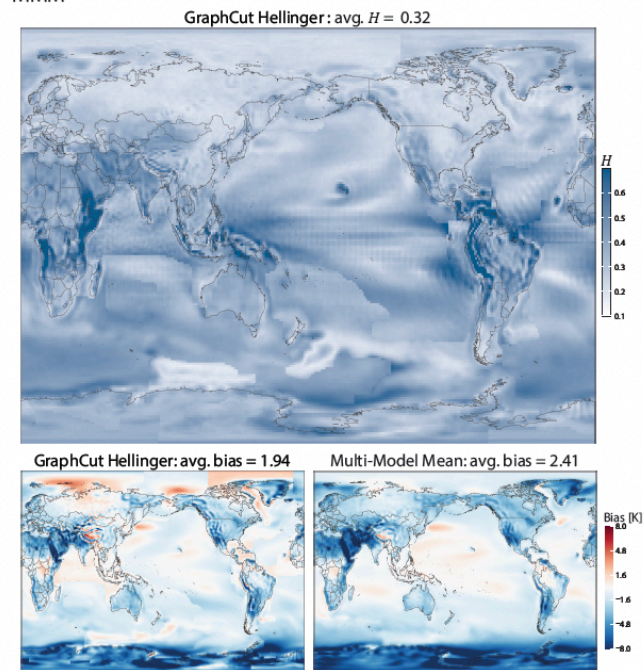 GraphCut Hellinger: avg. H = 0.32
H
0.6
0.5
0.4
0.3
0.2
0.1
GraphCut Hellinger: avg. bias = 1.94
Multi-Model Mean: avg. bias = 2.41
Bias [K]
8.0
4.8
1.6
−1.6
−4.8
−8.0